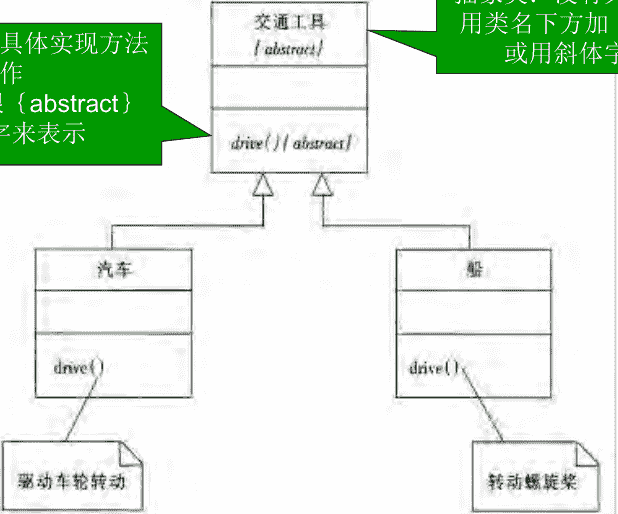 具体实现方法
作
{abstract}
字来表示
抽象类：没有
用类名下方加
或用斜体字
交通工具
{abstract}
drive(){abstract}
汽车
drive()
驱动车轮转动
船
drive()
转动螺旋桨